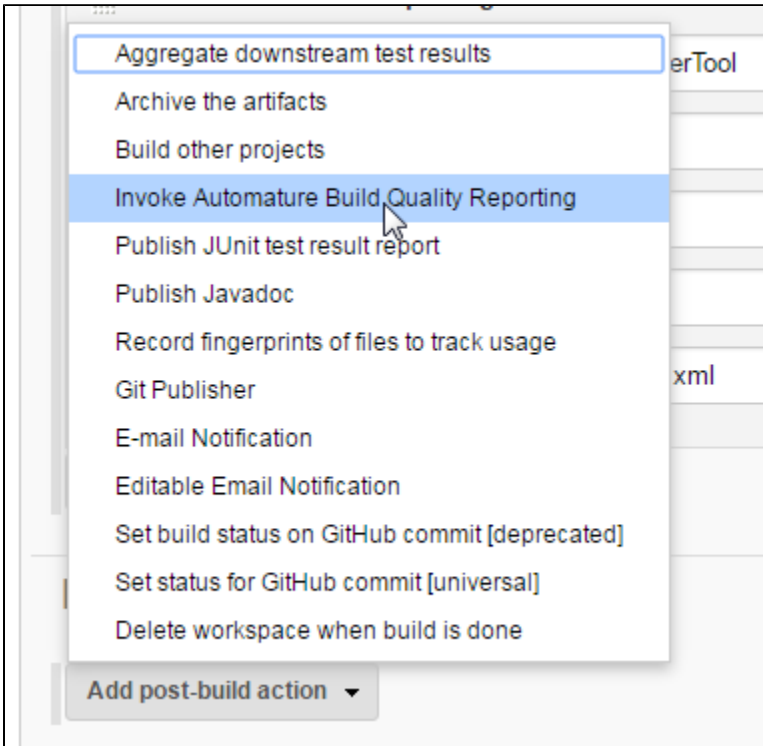 Aggregate downstream test results
erTool
Archive the artifacts
Build other projects
Invoke Automature Build Quality Reporting
Publish JUnit test result report
Publish Javadoc
Record fingerprints of files to track usage
xml
Git Publisher
E-mail Notification
Editable Email Notification
Set build status on GitHub commit [deprecated]
Set status for GitHub commit [universal]
Delete workspace when build is done
Add post-build action